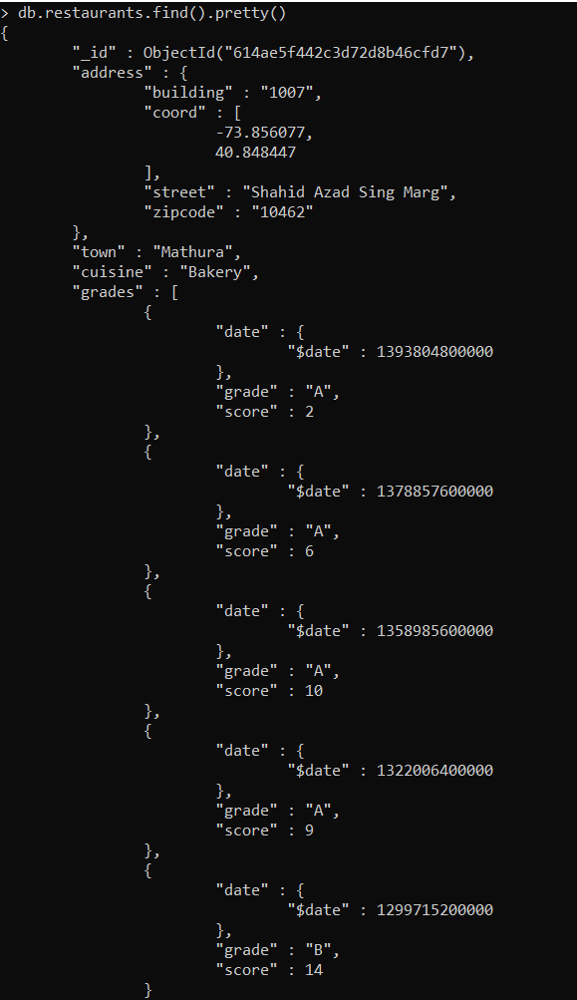 > db.restaurants.find().pretty()
{
"_id" : ObjectId("614ae5f442c3d72d8b46cfd7"),
"address" : {
"building" : "1007",
"coord" : [
-73.856077,
40.848447
],
"street" : "Shahid Azad Sing Marg",
"zipcode" : "10462"
},
"town" : "Mathura",
"cuisine" : "Bakery",
"grades" : [
{
"date" : {
"$date" : 1393804800000
},
"grade" : "A",
"score" : 2
},
{
"date" : {
"$date" : 1378857600000
},
"grade" : "A",
"score" : 6
},
{
"date" : {
"$date" : 1358985600000
},
"grade" : "A",
"score" : 10
},
{
"date" : {
"$date" : 1322006400000
},
"grade" : "A",
"score" : 9
},
{
"date" : {
"$date" : 1299715200000
},
"grade" : "B",
"score" : 14
}